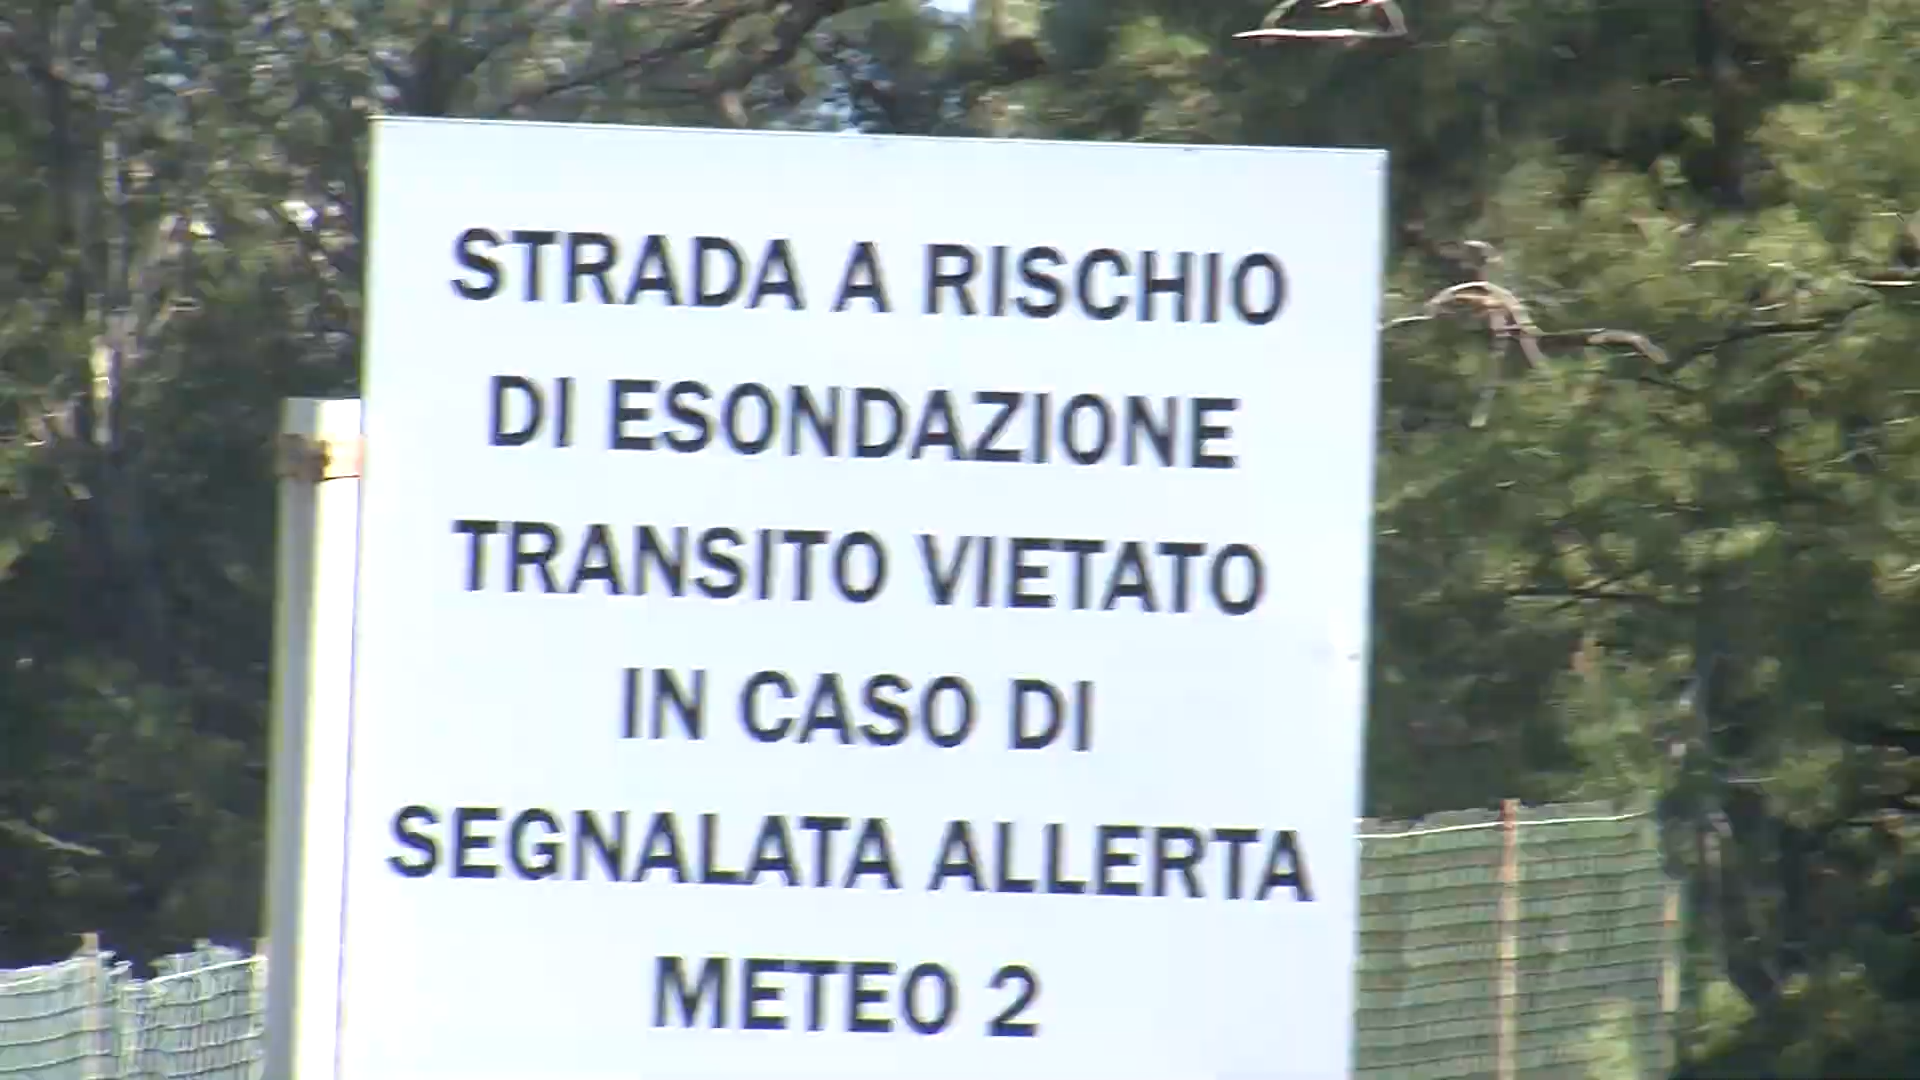 STRADA A RISCHIO
DI ESONDAZIONE
TRANSITO VIETATO
IN CASO DI
SEGNALATA ALLERTA
METEO 2